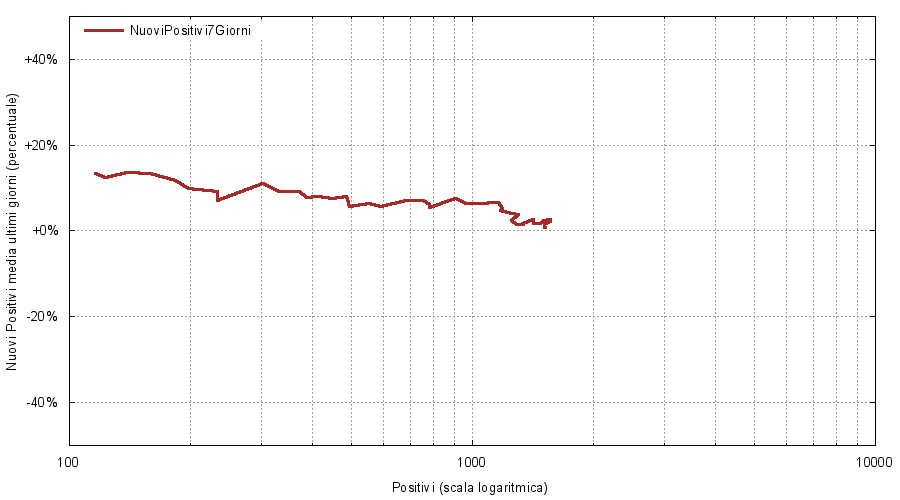 NuoviPositivi7Giorni
+40%
+20%
+0%
-20%
-40%
Nuovi Positivi media ultimi giorni (percentuale)
100 1000 10000
Positivi (scala logaritmica)